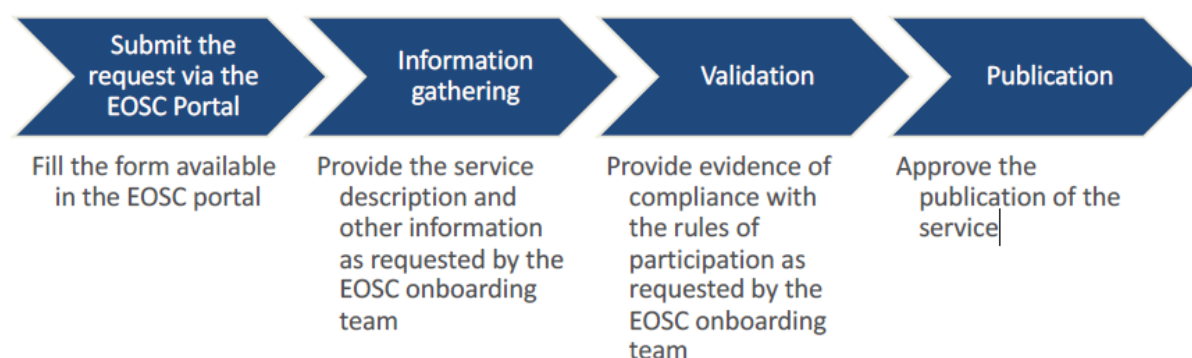 Submit the
request via the
EOSC Portal
Information
gathering
Validation
Publication
Fill the form available
in the EOSC portal
Provide the service
description and
other information
as requested by the
EOSC onboarding
team
Provide evidence of
compliance with
the rules of
participation as
requested by the
EOSC onboarding
team
Approve the
publication of the
service